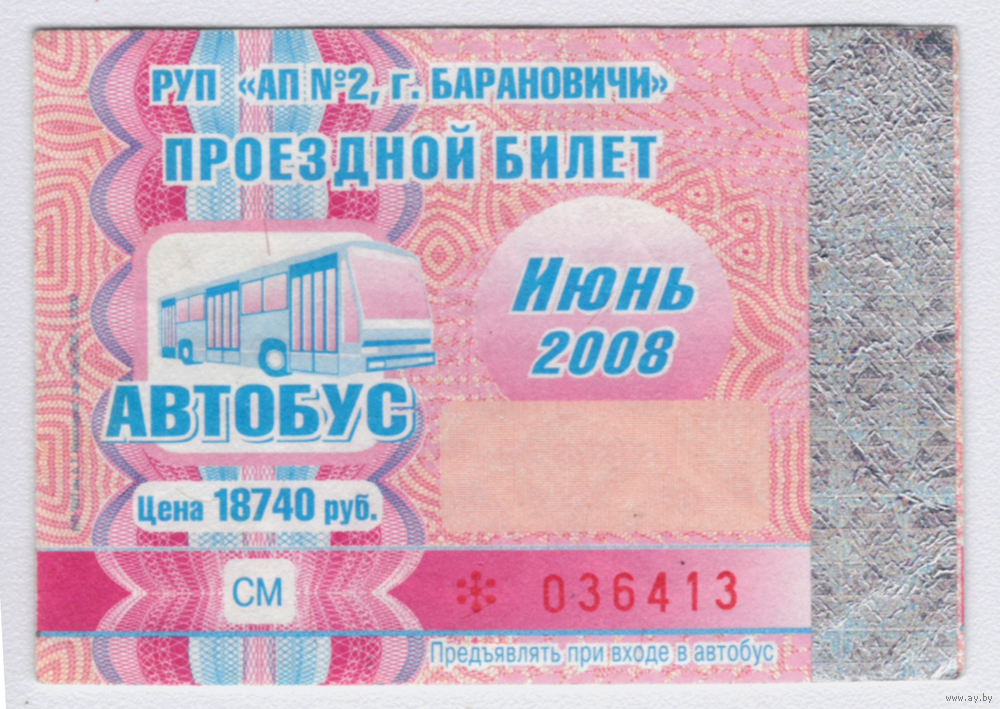 РУП «АП №2, г. БАРАНОВИЧИ»
ПРОЕЗДНОЙ БИЛЕТ
Июнь
2008
АВТОБУС
Цена 18740 руб.
СМ
* 036413
Предъявлять при входе в автобус
www.ay.by